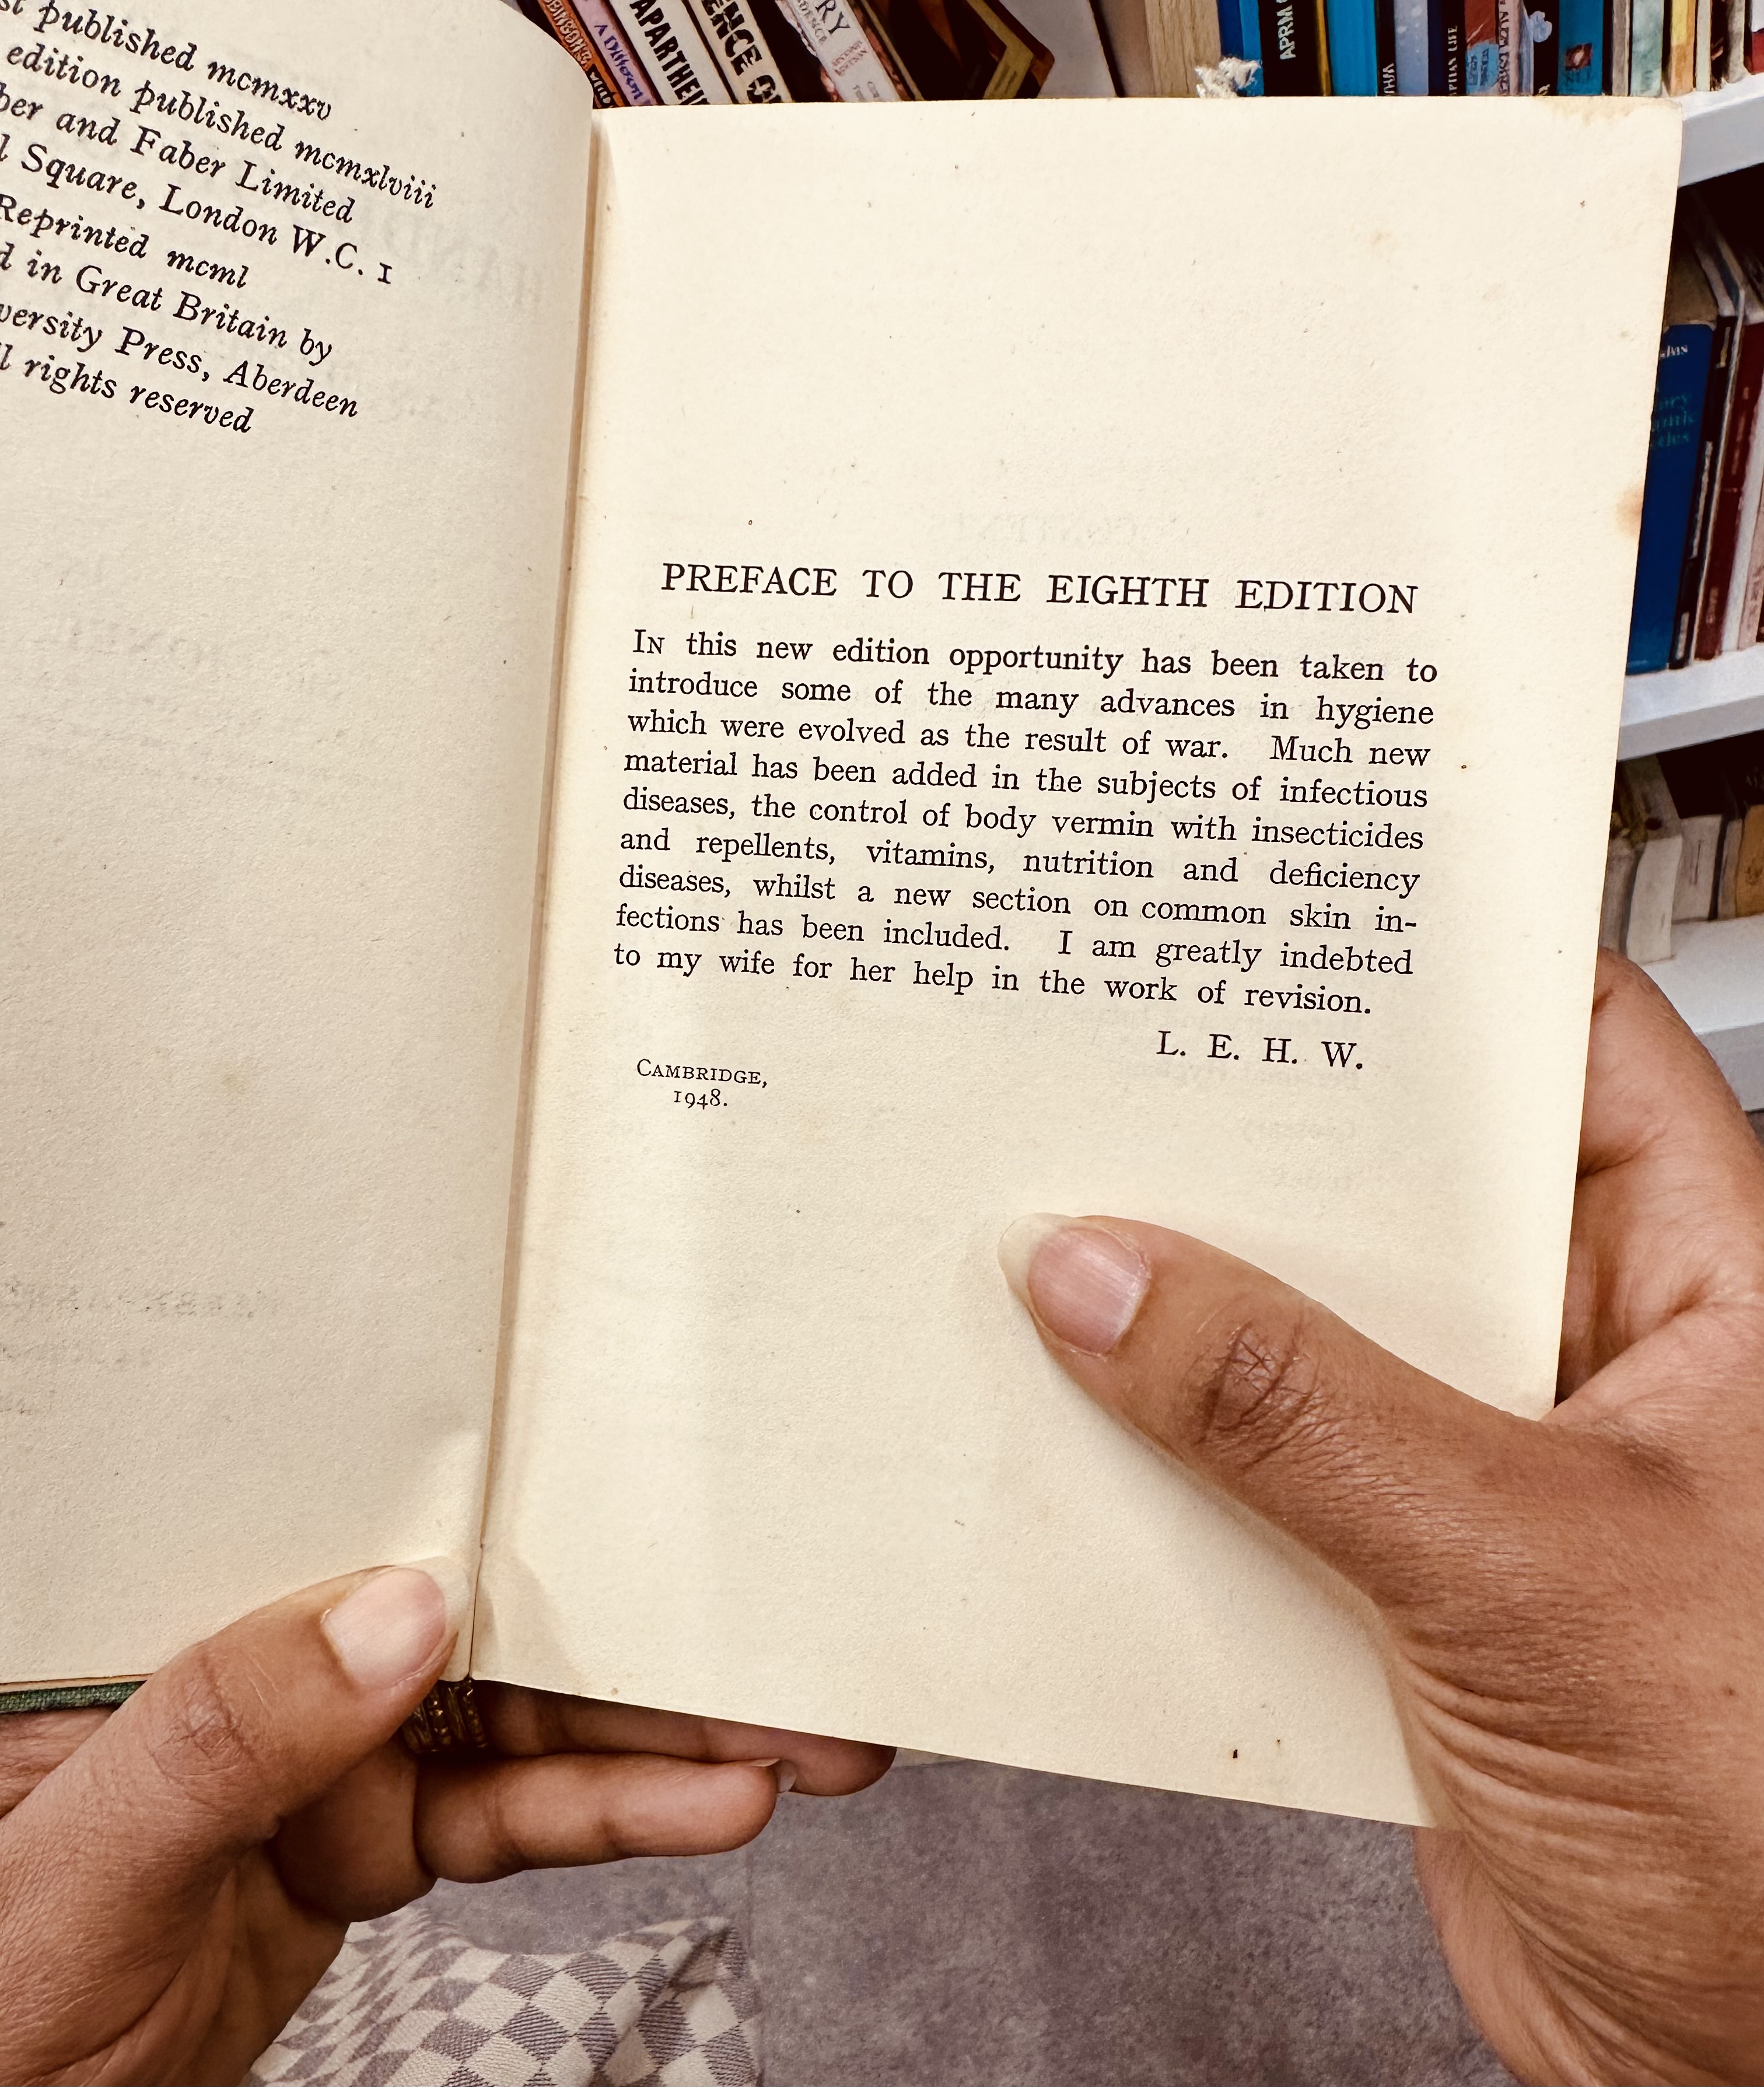 published mcmxxv
edition published mcmxlviii
and Faber Limited
Square, London W.C. 1
Reprinted mcml
in Great Britain by
Press, Aberdeen
rights reserved
PREFACE TO THE EIGHTH EDITION
In this new edition opportunity has been taken to
introduce some of the many advances in hygiene
which were evolved as the result of war. Much new
material has been added in the subjects of infectious
diseases, the control of body vermin with insecticides
and repellents, vitamins, nutrition and deficiency
diseases, whilst a new section on common skin in-
fections has been included. I am greatly indebted
to my wife for her help in the work of revision.
L. E. H. W.
Cambridge,
1948.
A Different